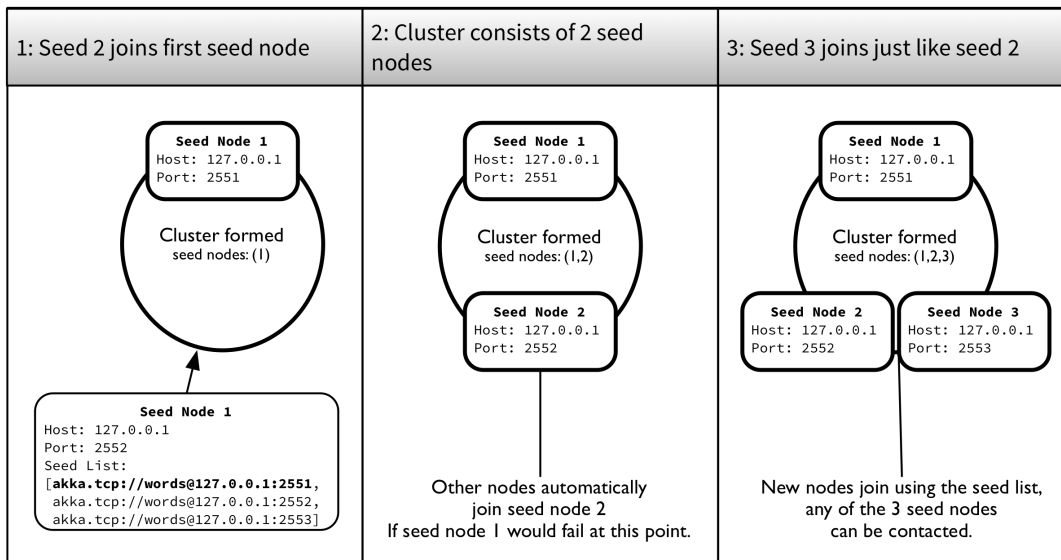 1: Seed 2 joins first seed node
Seed Node 1
Host: 127.0.0.1
Port: 2551
Cluster formed
seed nodes: (1)
Seed Node 1
Host: 127.0.0.1
Port: 2552
Seed List:
[akka.tcp://words@127.0.0.1:2551,
akka.tcp://words@127.0.0.1:2552,
akka.tcp://words@127.0.0.1:2553]
2: Cluster consists of 2 seed
nodes
Seed Node 1
Host: 127.0.0.1
Port: 2551
Cluster formed
seed nodes: (1,2)
Seed Node 2
Host: 127.0.0.1
Port: 2552
Other nodes automatically
join seed node 2
If seed node 1 would fail at this point.
3: Seed 3 joins just like seed 2
Seed Node 1
Host: 127.0.0.1
Port: 2551
Cluster formed
seed nodes: (1,2,3)
Seed Node 2
Host: 127.0.0.1
Port: 2552
Seed Node 3
Host: 127.0.0.1
Port: 2553
New nodes join using the seed list,
any of the 3 seed nodes
can be contacted.